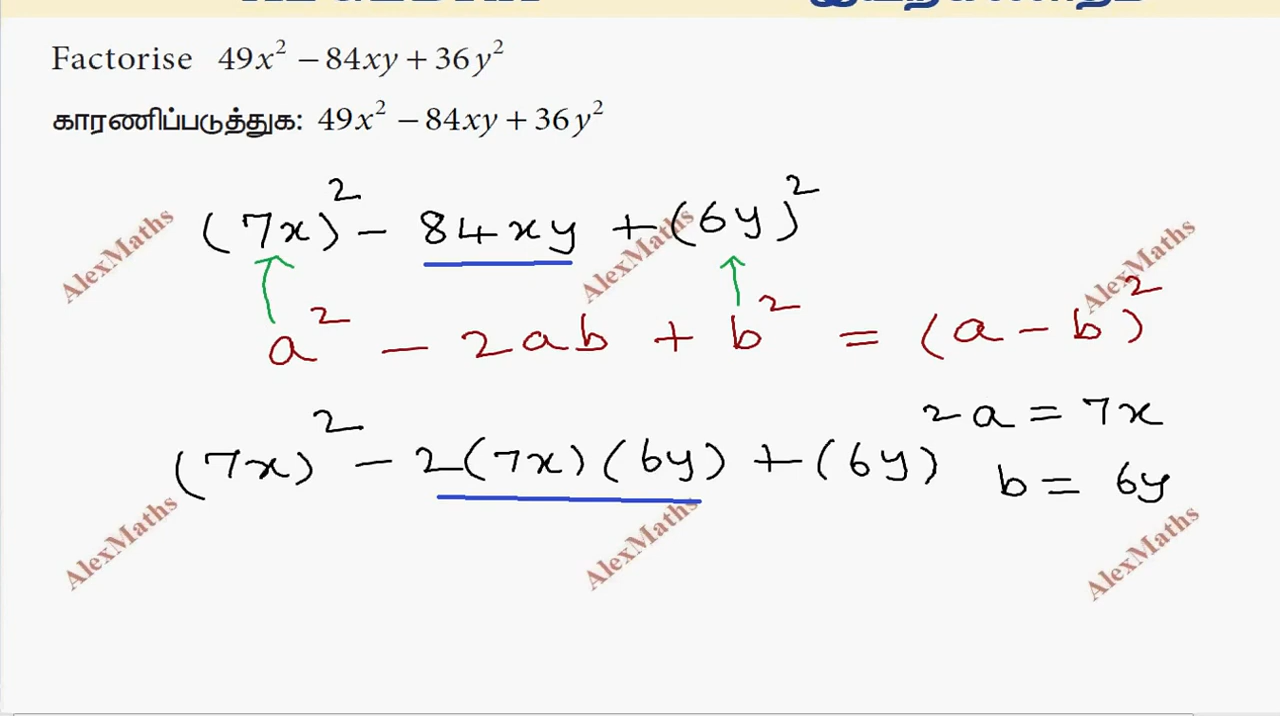 Factorise 49x² − 84xy + 36y²
காரணிப்படுத்துக: 49x² − 84xy + 36y²
(7x)² − 84xy + (6y)²
a² − 2ab + b² = (a − b)²
a = 7x
(7x)² − 2(7x)(6y) + (6y)²
b = 6y
AlexMaths
AlexMaths
AlexMaths
AlexMaths
AlexMaths
AlexMaths